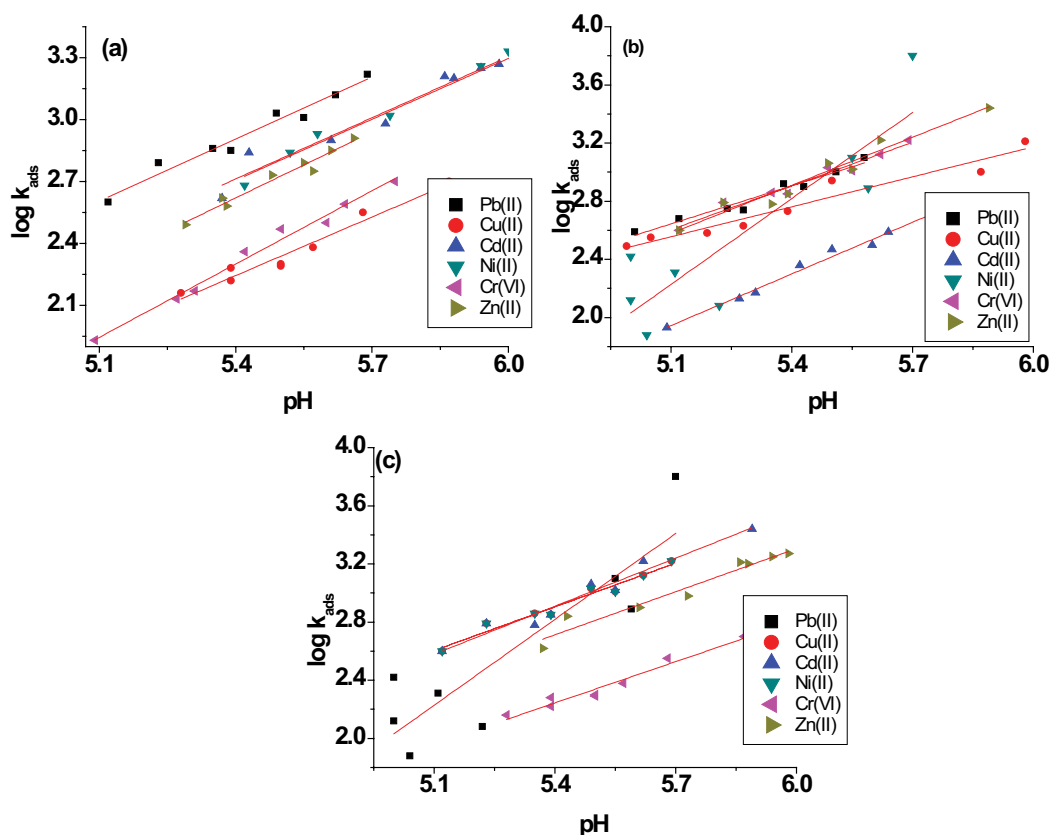 (a)
3.3
3.0
2.7
2.4
2.1
log k_ads
5.1 5.4 5.7 6.0
pH
Pb(II)
Cu(II)
Cd(II)
Ni(II)
Cr(VI)
Zn(II)
(b)
4.0
3.6
3.2
2.8
2.4
2.0
log k_ads
5.1 5.4 5.7 6.0
pH
Pb(II)
Cu(II)
Cd(II)
Ni(II)
Cr(VI)
Zn(II)
(c)
4.0
3.6
3.2
2.8
2.4
2.0
log k_ads
5.1 5.4 5.7 6.0
pH
Pb(II)
Cu(II)
Cd(II)
Ni(II)
Cr(VI)
Zn(II)